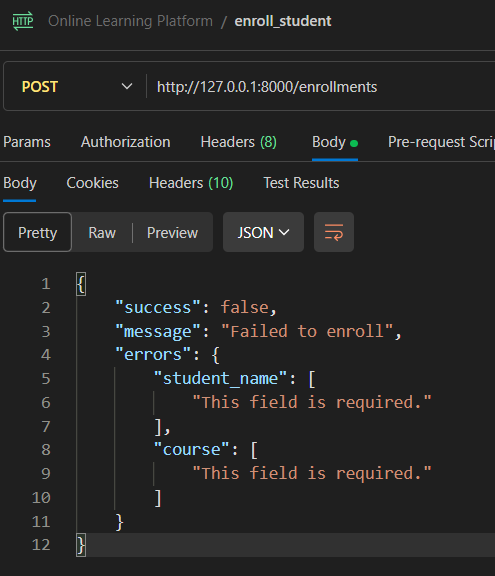 HTTP Online Learning Platform / enroll_student
POST http://127.0.0.1:8000/enrollments
Params Authorization Headers (8) Body Pre-request Scri
Body Cookies Headers (10) Test Results
Pretty Raw Preview JSON
1 {
2 "success": false,
3 "message": "Failed to enroll",
4 "errors": {
5 "student_name": [
6 "This field is required."
7 ],
8 "course": [
9 "This field is required."
10 ]
11 }
12 }